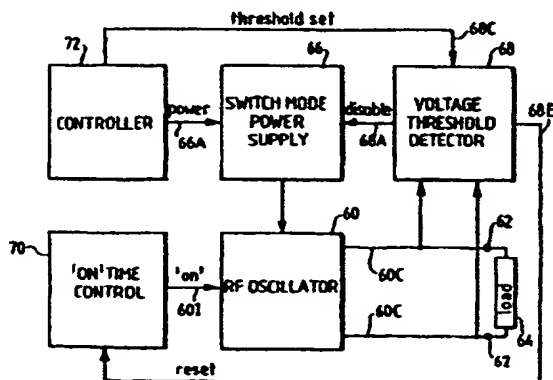 threshold set
68C
72
66
68
68B
CONTROLLER
power
66A
SWITCH MODE
POWER
SUPPLY
disable
68A
VOLTAGE
THRESHOLD
DETECTOR
70
'ON' TIME
CONTROL
'on'
601
60
RF OSCILLATOR
60C
60C
62
62
load
64
reset